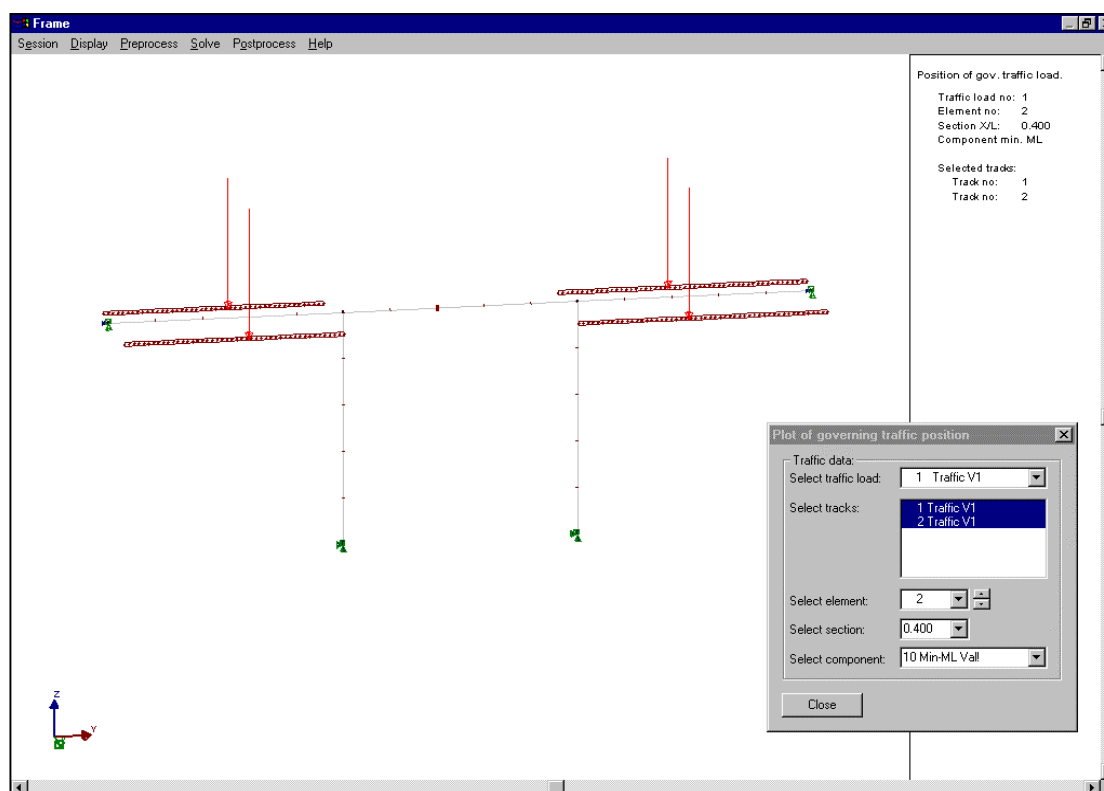 Frame
Session Display Preprocess Solve Postprocess Help
Position of gov. traffic load.
Traffic load no: 1
Element no: 2
Section X/L: 0.400
Component min. ML
Selected tracks:
Track no: 1
Track no: 2
Plot of governing traffic position
Traffic data:
Select traffic load: 1 Traffic V1
Select tracks: 1 Traffic V1
2 Traffic V1
Select element: 2
Select section: 0.400
Select component: 10 Min-ML Val!
Close
Z
Y